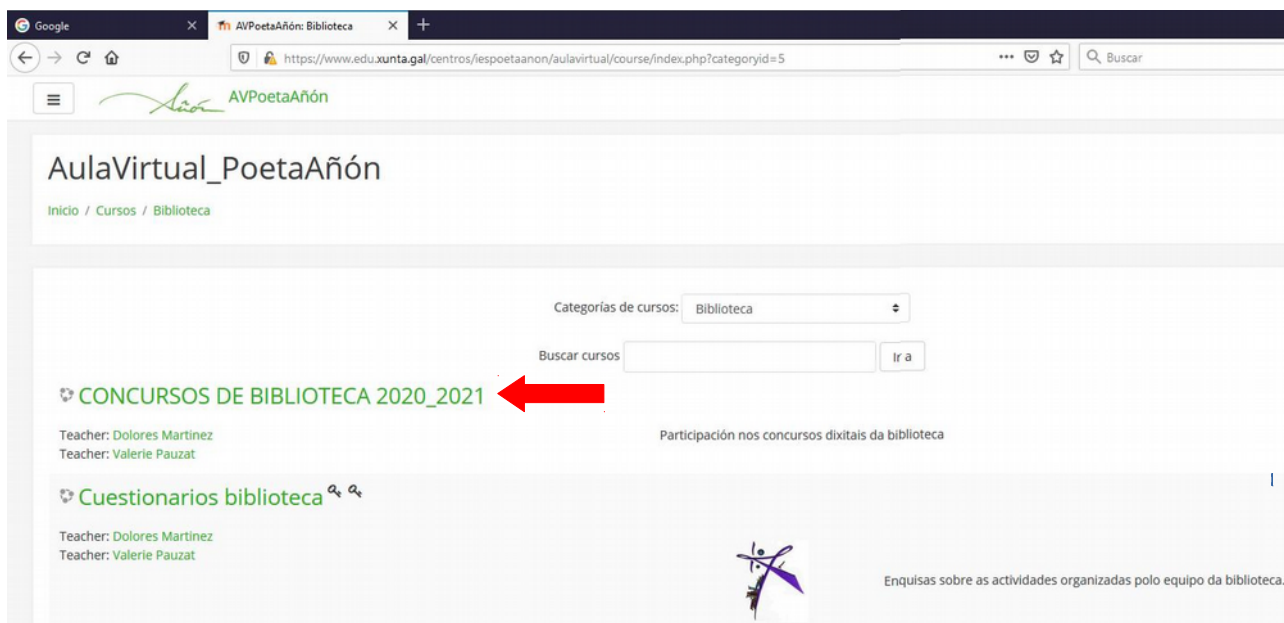 Google
AVPoetaAñón: Biblioteca
https://www.edu.xunta.gal/centros/iespoetaanon/aulavirtual/course/index.php?categoryid=5
Buscar
Añón
AVPoetaAñón
AulaVirtual_PoetaAñón
Inicio / Cursos / Biblioteca
Categorías de cursos: Biblioteca
Buscar cursos
Ir a
CONCURSOS DE BIBLIOTECA 2020_2021
Teacher: Dolores Martinez
Participación nos concursos dixitais da biblioteca
Teacher: Valerie Pauzat
Cuestionarios biblioteca
Teacher: Dolores Martinez
Teacher: Valerie Pauzat
Enquisas sobre as actividades organizadas polo equipo da biblioteca.